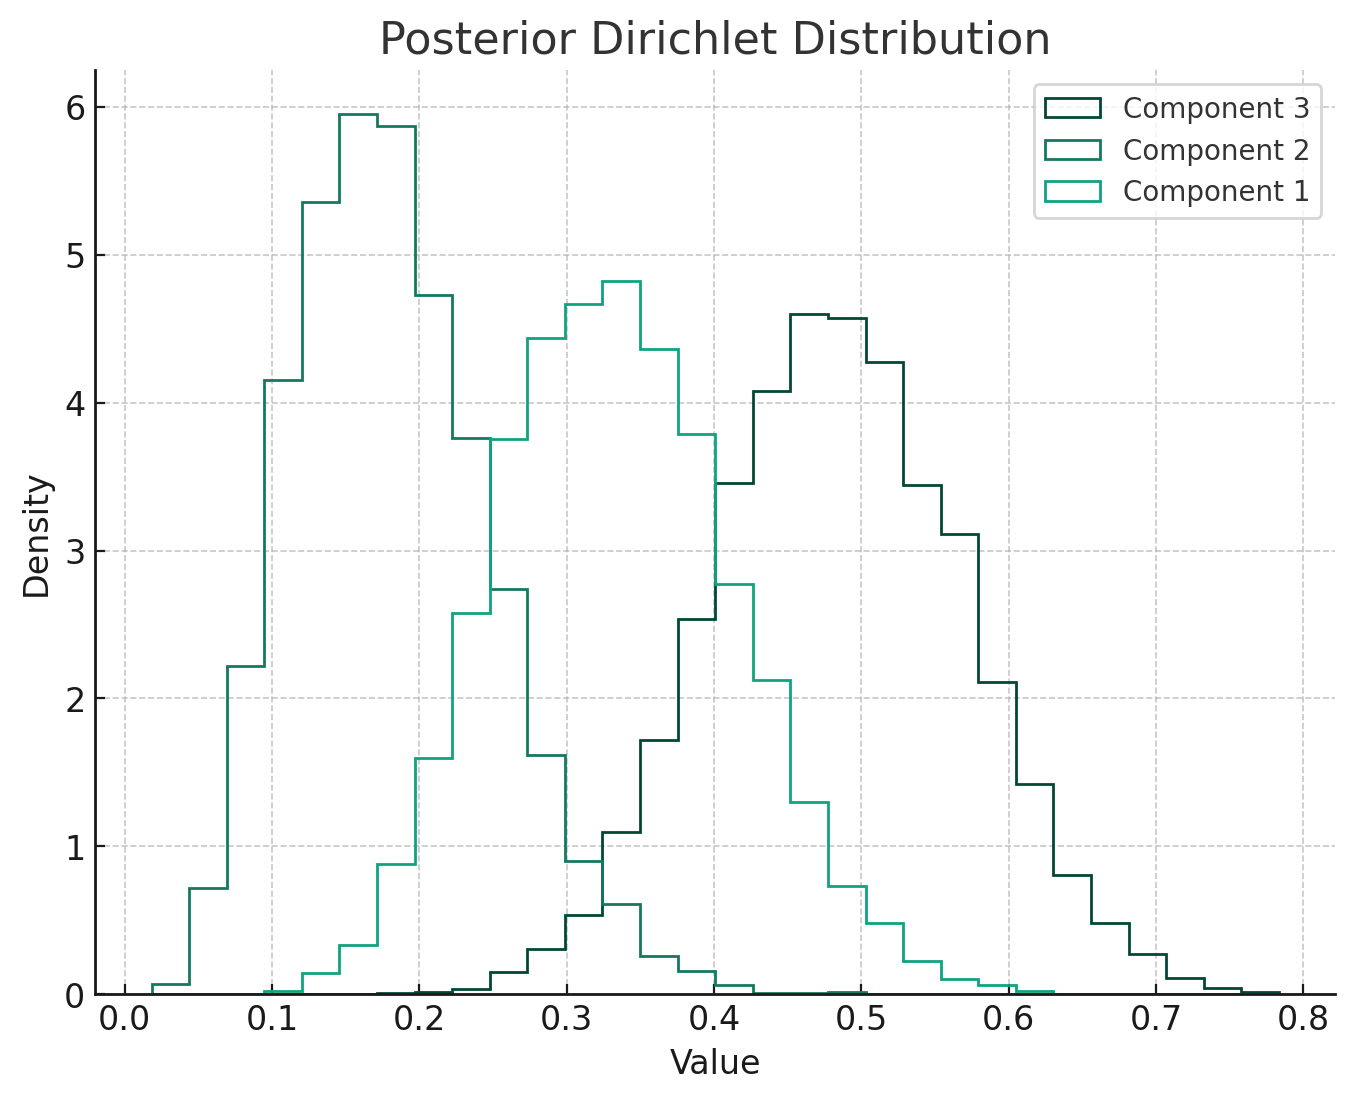 Posterior Dirichlet Distribution
Component 3
Component 2
Component 1
Density
6
5
4
3
2
1
0
0.0 0.1 0.2 0.3 0.4 0.5 0.6 0.7 0.8
Value